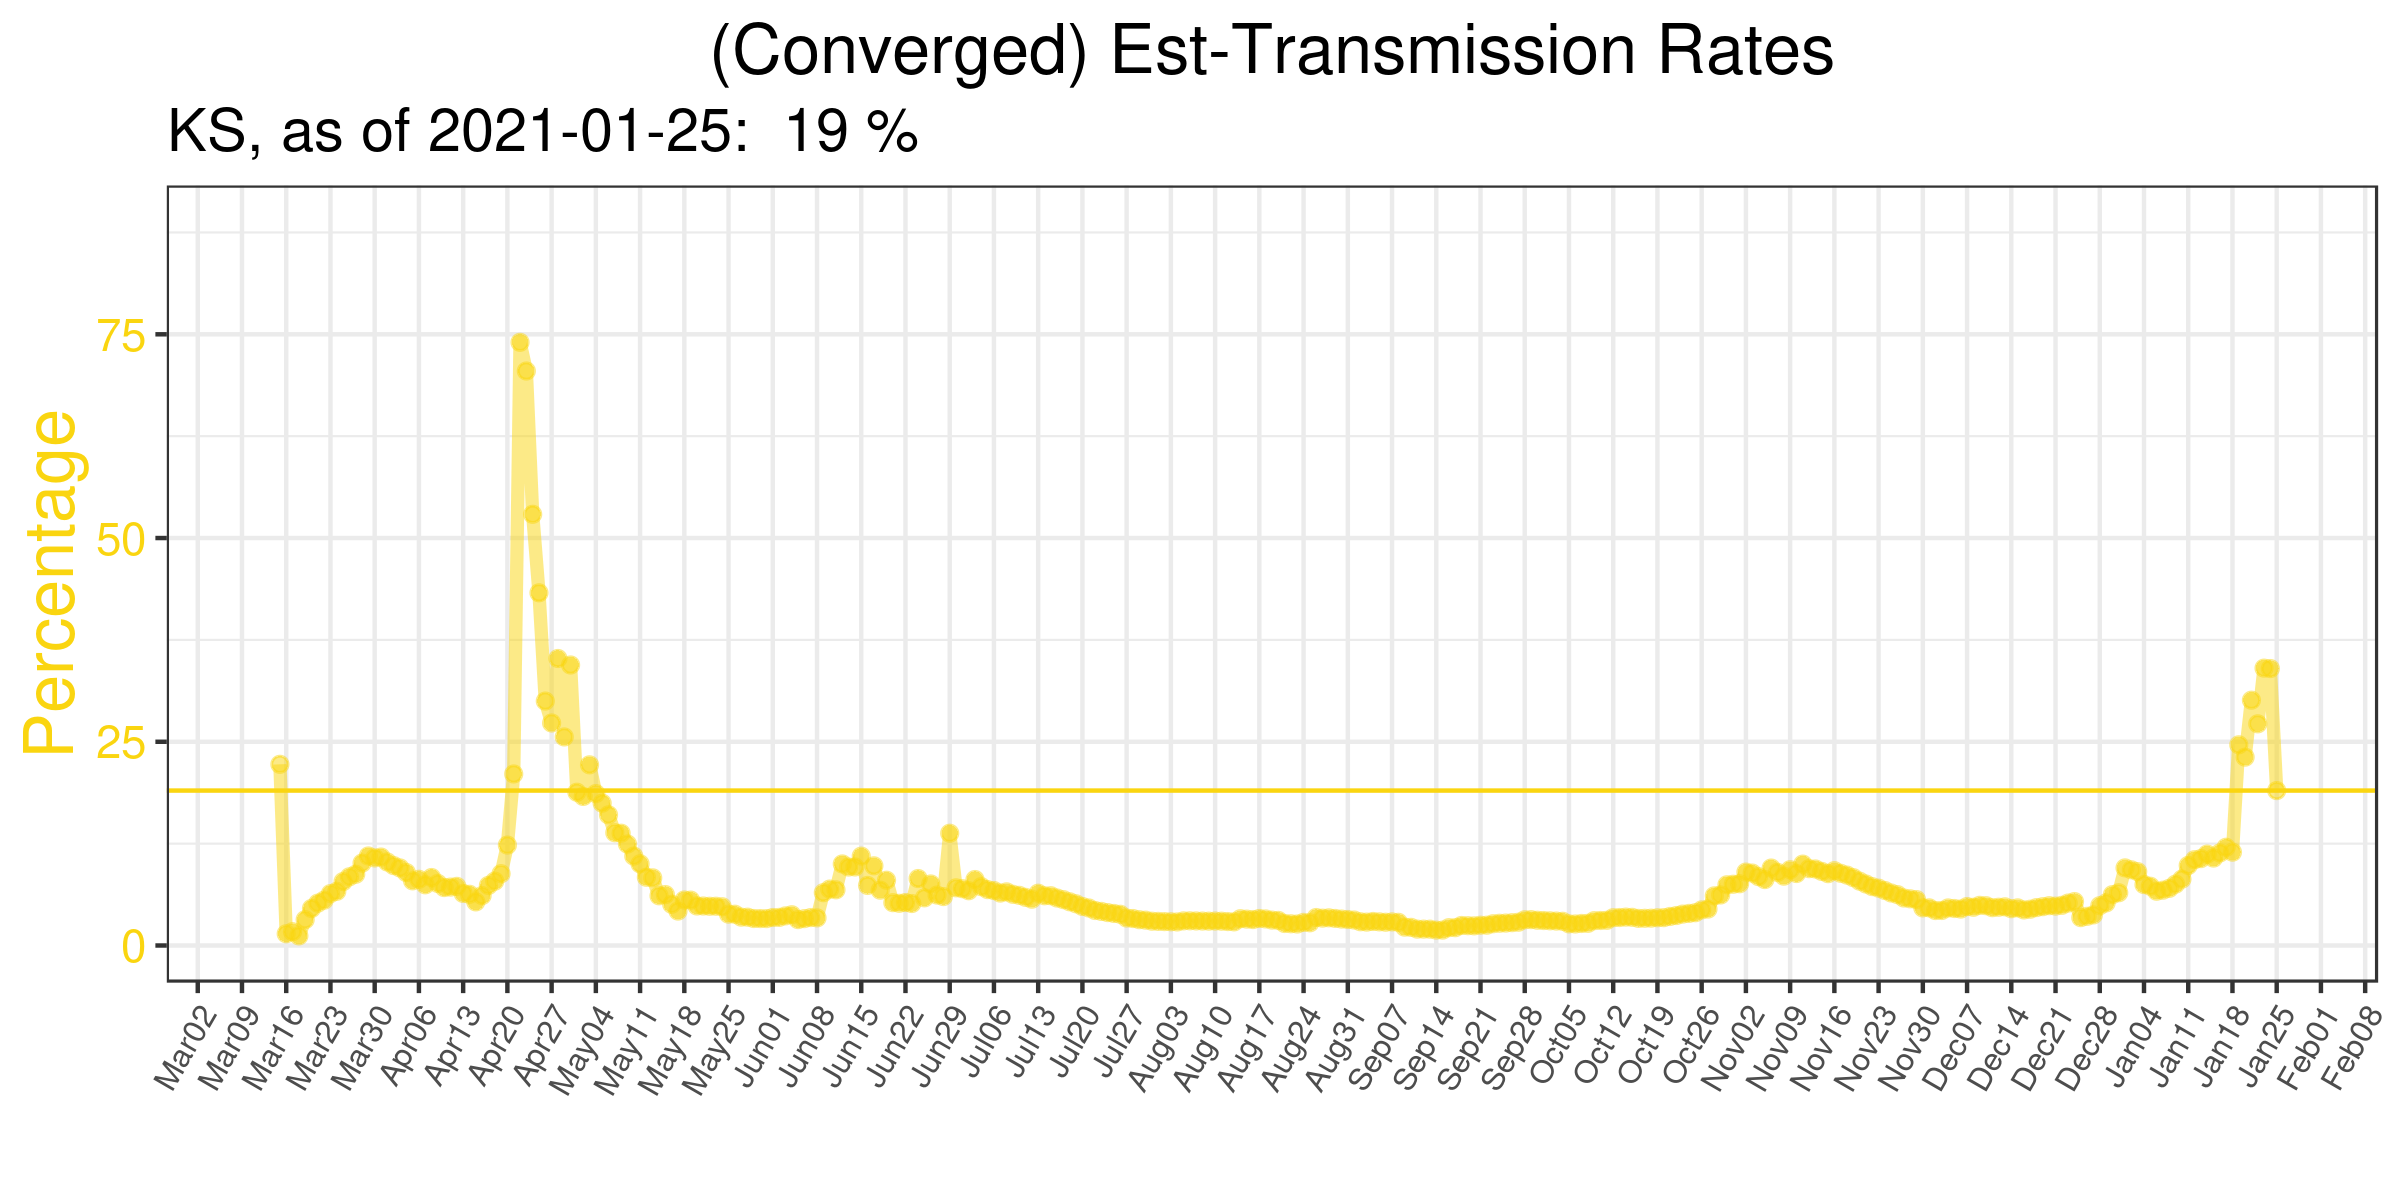 (Converged) Est-Transmission Rates
KS, as of 2021-01-25:  19 %
Percentage
75
50
25
0
Mar02
Mar09
Mar16
Mar23
Mar30
Apr06
Apr13
Apr20
Apr27
May04
May11
May18
May25
Jun01
Jun08
Jun15
Jun22
Jun29
Jul06
Jul13
Jul20
Jul27
Aug03
Aug10
Aug17
Aug24
Aug31
Sep07
Sep14
Sep21
Sep28
Oct05
Oct12
Oct19
Oct26
Nov02
Nov09
Nov16
Nov23
Nov30
Dec07
Dec14
Dec21
Dec28
Jan04
Jan11
Jan18
Jan25
Feb01
Feb08